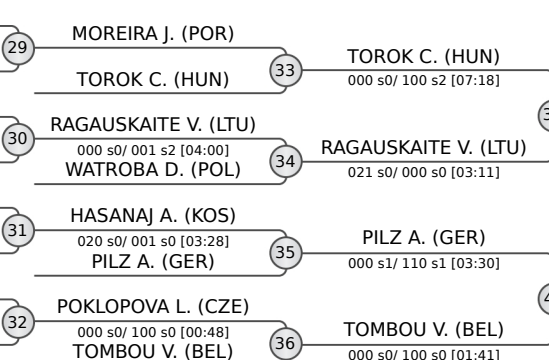 29
MOREIRA J. (POR)
TOROK C. (HUN)
33
TOROK C. (HUN)
000 s0/ 100 s2 [07:18]
30
RAGAUSKAITE V. (LTU)
000 s0/ 001 s2 [04:00]
WATROBA D. (POL)
34
RAGAUSKAITE V. (LTU)
021 s0/ 000 s0 [03:11]
31
HASANAJ A. (KOS)
020 s0/ 001 s0 [03:28]
PILZ A. (GER)
35
PILZ A. (GER)
000 s1/ 110 s1 [03:30]
32
POKLOPOVA L. (CZE)
000 s0/ 100 s0 [00:48]
TOMBOU V. (BEL)
36
TOMBOU V. (BEL)
000 s0/ 100 s0 [01:41]